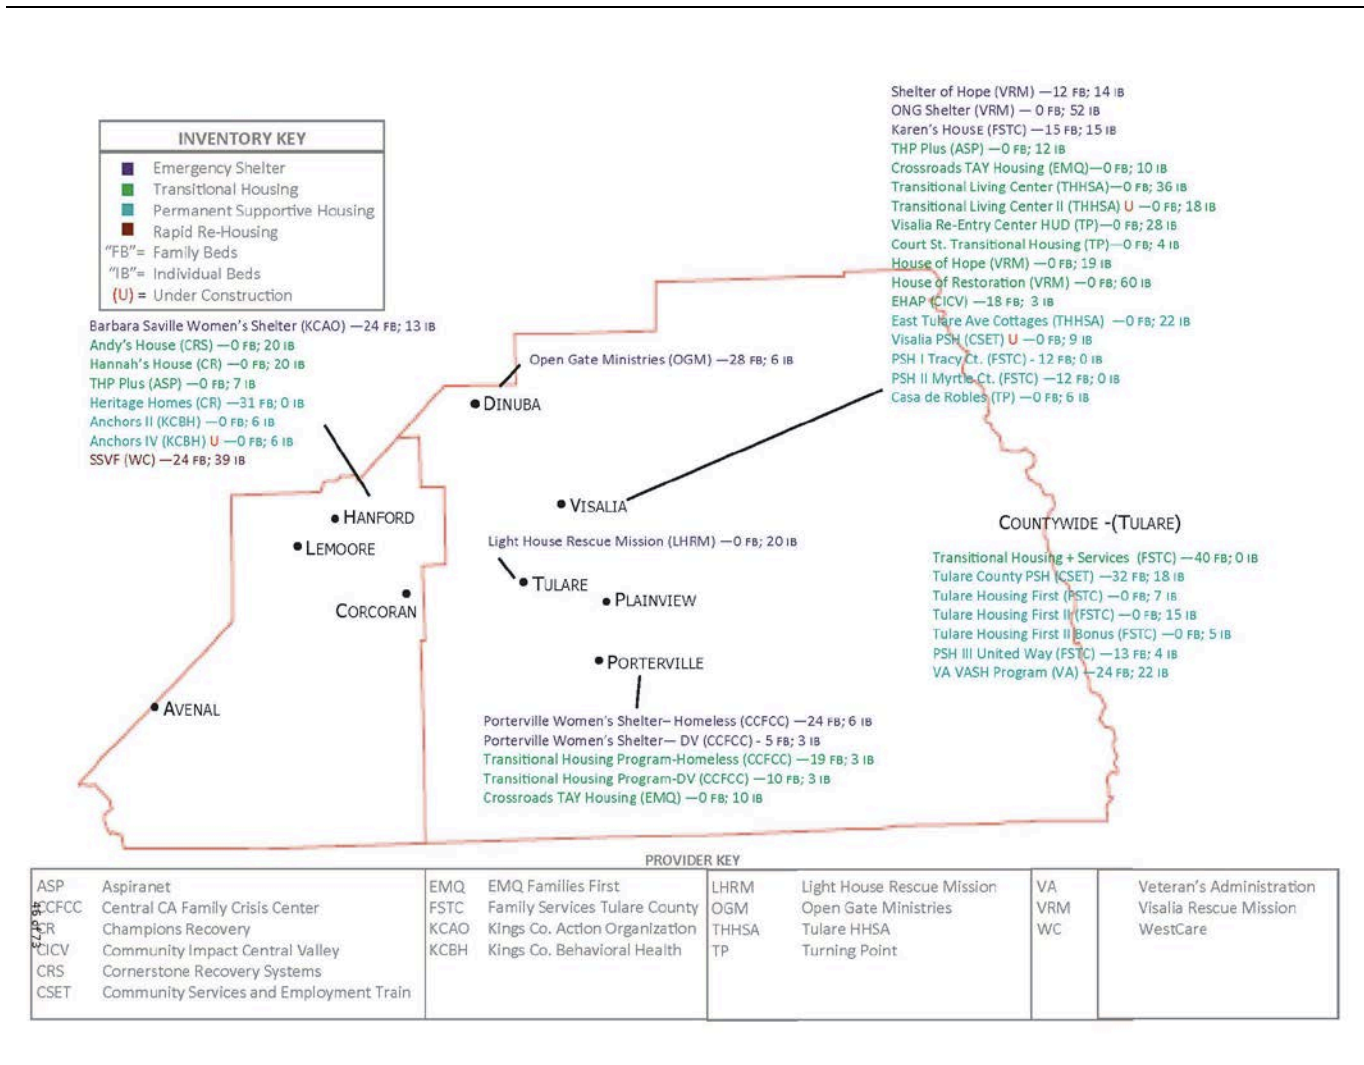 INVENTORY KEY
Emergency Shelter
Transitional Housing
Permanent Supportive Housing
Rapid Re-Housing
"FB"= Family Beds
"IB"= Individual Beds
(U) = Under Construction
Barbara Saville Women's Shelter (KCAO) —24 FB; 13 IB
Andy's House (CRS) —0 FB; 20 IB
Hannah's House (CR) —0 FB; 20 IB
THP Plus (ASP) —0 FB; 7 IB
Heritage Homes (CR) —31 FB; 0 IB
Anchors II (KCBH) —0 FB; 6 IB
Anchors IV (KCBH) U —0 FB; 6 IB
SSVF (WC) —24 FB; 39 IB
Open Gate Ministries (OGM) —28 FB; 6 IB
Shelter of Hope (VRM) —12 FB; 14 IB
ONG Shelter (VRM) — 0 FB; 52 IB
Karen's House (FSTC) —15 FB; 15 IB
THP Plus (ASP) —0 FB; 12 IB
Crossroads TAY Housing (EMQ)—0 FB; 10 IB
Transitional Living Center (THHSA)—0 FB; 36 IB
Transitional Living Center II (THHSA) U —0 FB; 18 IB
Visalia Re-Entry Center HUD (TP)—0 FB; 28 IB
Court St. Transitional Housing (TP)—0 FB; 4 IB
House of Hope (VRM) —0 FB; 19 IB
House of Restoration (VRM) —0 FB; 60 IB
EHAP (CICV) —18 FB; 3 IB
East Tulare Ave Cottages (THHSA) —0 FB; 22 IB
Visalia PSH (CSET) U —0 FB; 9 IB
PSH I Tracy Ct. (FSTC) - 12 FB; 0 IB
PSH II Myrtle Ct. (FSTC) —12 FB; 0 IB
Casa de Robles (TP) —0 FB; 6 IB
DINUBA
VISALIA
HANFORD
LEMOORE
CORCORAN
AVENAL
Light House Rescue Mission (LHRM) —0 FB; 20 IB
TULARE
PLAINVIEW
PORTERVILLE
COUNTYWIDE -(TULARE)
Transitional Housing + Services (FSTC) —40 FB; 0 IB
Tulare County PSH (CSET) —32 FB; 18 IB
Tulare Housing First (FSTC) —0 FB; 7 IB
Tulare Housing First II (FSTC) —0 FB; 15 IB
Tulare Housing First II Bonus (FSTC) —0 FB; 5 IB
PSH III United Way (FSTC) —13 FB; 4 IB
VA VASH Program (VA) —24 FB; 22 IB
Porterville Women's Shelter– Homeless (CCFCC) —24 FB; 6 IB
Porterville Women's Shelter— DV (CCFCC) - 5 FB; 3 IB
Transitional Housing Program-Homeless (CCFCC) —19 FB; 3 IB
Transitional Housing Program-DV (CCFCC) —10 FB; 3 IB
Crossroads TAY Housing (EMQ) —0 FB; 10 IB
PROVIDER KEY
ASP Aspiranet
CCFCC Central CA Family Crisis Center
CR Champions Recovery
CICV Community Impact Central Valley
CRS Cornerstone Recovery Systems
CSET Community Services and Employment Train
EMQ EMQ Families First
FSTC Family Services Tulare County
KCAO Kings Co. Action Organization
KCBH Kings Co. Behavioral Health
LHRM Light House Rescue Mission
OGM Open Gate Ministries
THHSA Tulare HHSA
TP Turning Point
VA Veteran's Administration
VRM Visalia Rescue Mission
WC WestCare
46 of 73